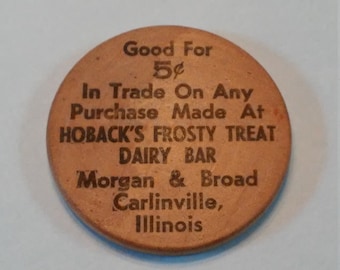 Good For
5¢
In Trade On Any
Purchase Made At
HOBACK'S FROSTY TREAT
DAIRY BAR
Morgan & Broad
Carlinville,
Illinois